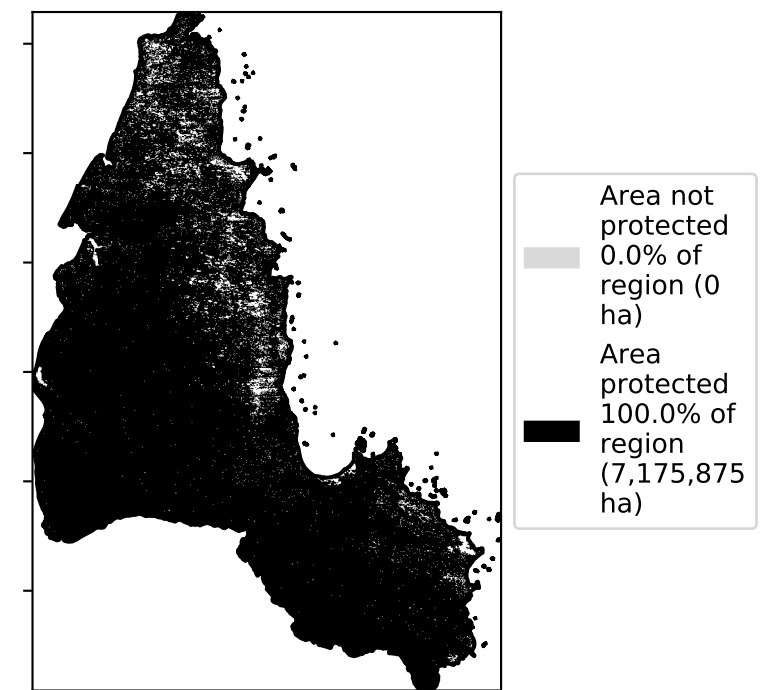 Area not
protected
0.0% of
region (0
ha)
Area
protected
100.0% of
region
(7,175,875
ha)